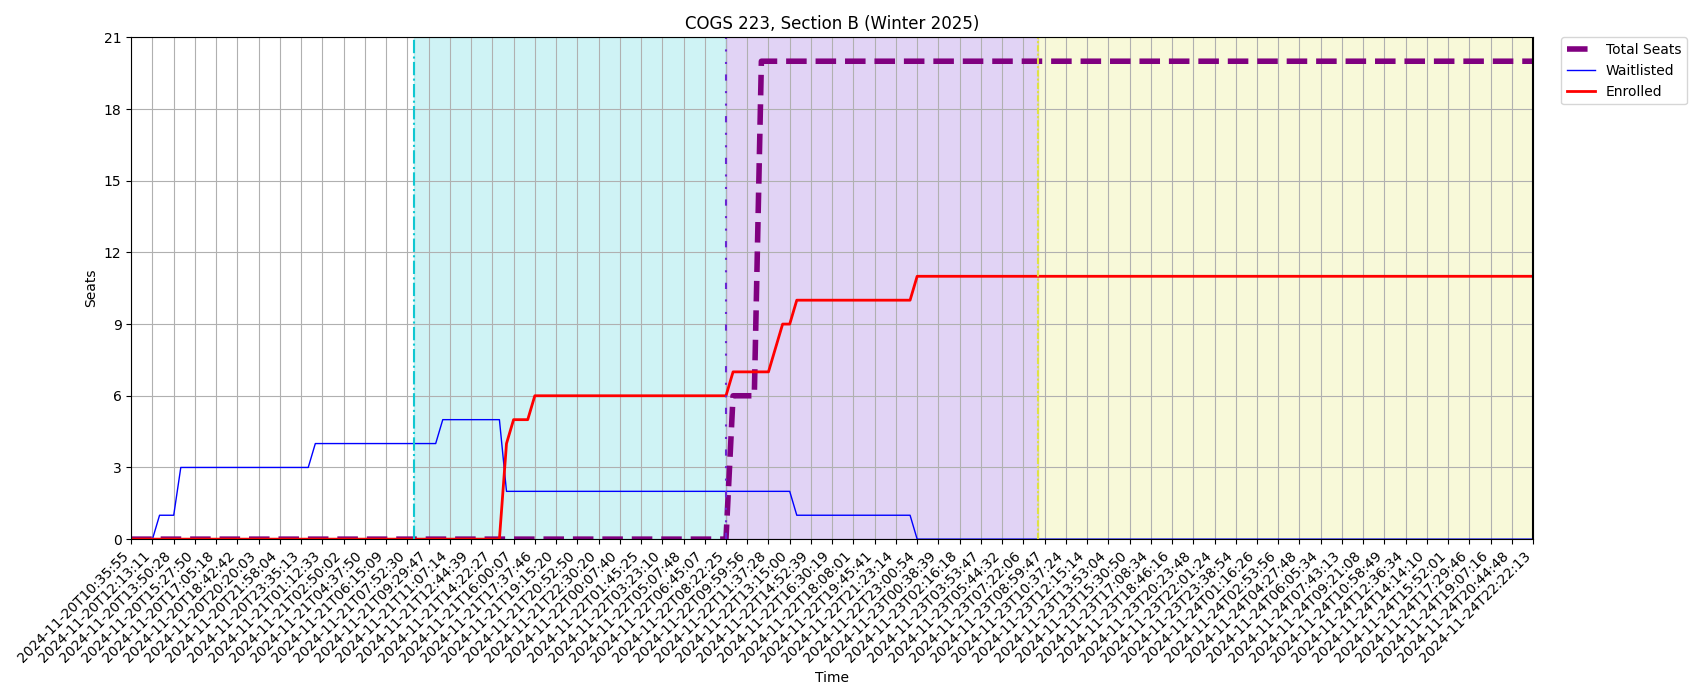 COGS 223, Section B (Winter 2025)
Total Seats
Waitlisted
Enrolled
Seats
21
18
15
12
9
6
3
0
2024-11-20T10:35:55
2024-11-20T12:13:11
2024-11-20T13:50:28
2024-11-20T15:27:50
2024-11-20T17:05:18
2024-11-20T18:42:42
2024-11-20T20:20:03
2024-11-20T21:58:04
2024-11-20T23:35:13
2024-11-21T01:12:33
2024-11-21T02:50:02
2024-11-21T04:37:50
2024-11-21T06:15:09
2024-11-21T07:52:30
2024-11-21T09:29:47
2024-11-21T11:07:14
2024-11-21T12:44:39
2024-11-21T14:22:27
2024-11-21T16:00:07
2024-11-21T17:37:46
2024-11-21T19:15:20
2024-11-21T20:52:50
2024-11-21T22:30:20
2024-11-22T00:07:40
2024-11-22T01:45:25
2024-11-22T03:23:10
2024-11-22T05:07:48
2024-11-22T06:45:07
2024-11-22T08:22:25
2024-11-22T09:59:56
2024-11-22T11:37:28
2024-11-22T13:15:00
2024-11-22T14:52:39
2024-11-22T16:30:19
2024-11-22T18:08:01
2024-11-22T19:45:41
2024-11-22T21:23:14
2024-11-22T23:00:54
2024-11-23T00:38:39
2024-11-23T02:16:18
2024-11-23T03:53:47
2024-11-23T05:44:32
2024-11-23T07:22:06
2024-11-23T08:59:47
2024-11-23T10:37:24
2024-11-23T12:15:14
2024-11-23T13:53:04
2024-11-23T15:30:50
2024-11-23T17:08:34
2024-11-23T18:46:16
2024-11-23T20:23:48
2024-11-23T22:01:24
2024-11-23T23:38:54
2024-11-24T01:16:26
2024-11-24T02:53:56
2024-11-24T04:27:48
2024-11-24T06:05:34
2024-11-24T07:43:13
2024-11-24T09:21:08
2024-11-24T10:58:49
2024-11-24T12:36:34
2024-11-24T14:14:10
2024-11-24T15:52:01
2024-11-24T17:29:46
2024-11-24T19:07:16
2024-11-24T20:44:48
2024-11-24T22:22:13
Time